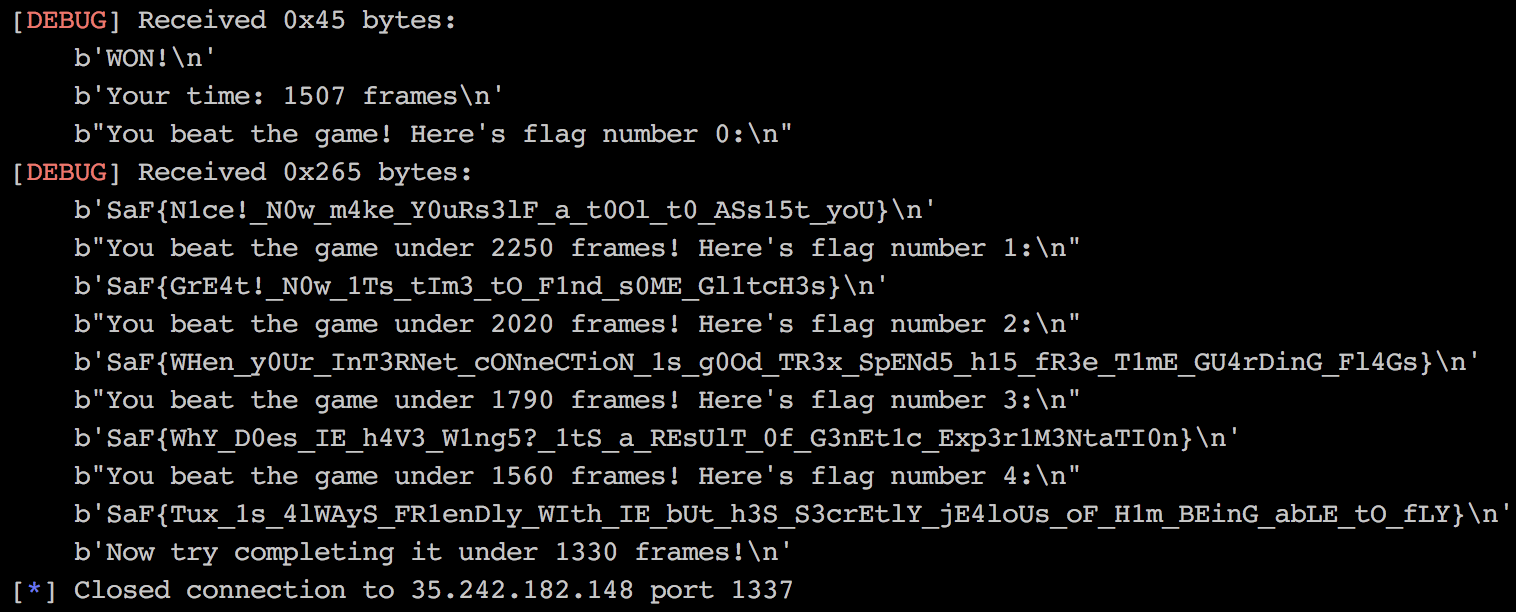 [DEBUG] Received 0x45 bytes:
b'WON!\n'
b'Your time: 1507 frames\n'
b"You beat the game! Here's flag number 0:\n"
[DEBUG] Received 0x265 bytes:
b'SaF{N1ce!_N0w_m4ke_Y0uRs3lF_a_t0Ol_t0_ASs15t_yoU}\n'
b"You beat the game under 2250 frames! Here's flag number 1:\n"
b'SaF{GrE4t!_N0w_1Ts_tIm3_tO_F1nd_s0ME_Gl1tcH3s}\n'
b"You beat the game under 2020 frames! Here's flag number 2:\n"
b'SaF{WHen_y0Ur_InT3RNet_cONneCTioN_1s_g0Od_TR3x_SpENd5_h15_fR3e_T1mE_GU4rDinG_Fl4Gs}\n'
b"You beat the game under 1790 frames! Here's flag number 3:\n"
b'SaF{WhY_D0es_IE_h4V3_W1ng5?_1tS_a_REsUlT_0f_G3nEt1c_Exp3r1M3NtaTI0n}\n'
b"You beat the game under 1560 frames! Here's flag number 4:\n"
b'SaF{Tux_1s_4lWAyS_FR1enDly_WIth_IE_bUt_h3S_S3crEtlY_jE4loUs_oF_H1m_BEinG_abLE_tO_fLY}\n'
b'Now try completing it under 1330 frames!\n'
[*] Closed connection to 35.242.182.148 port 1337